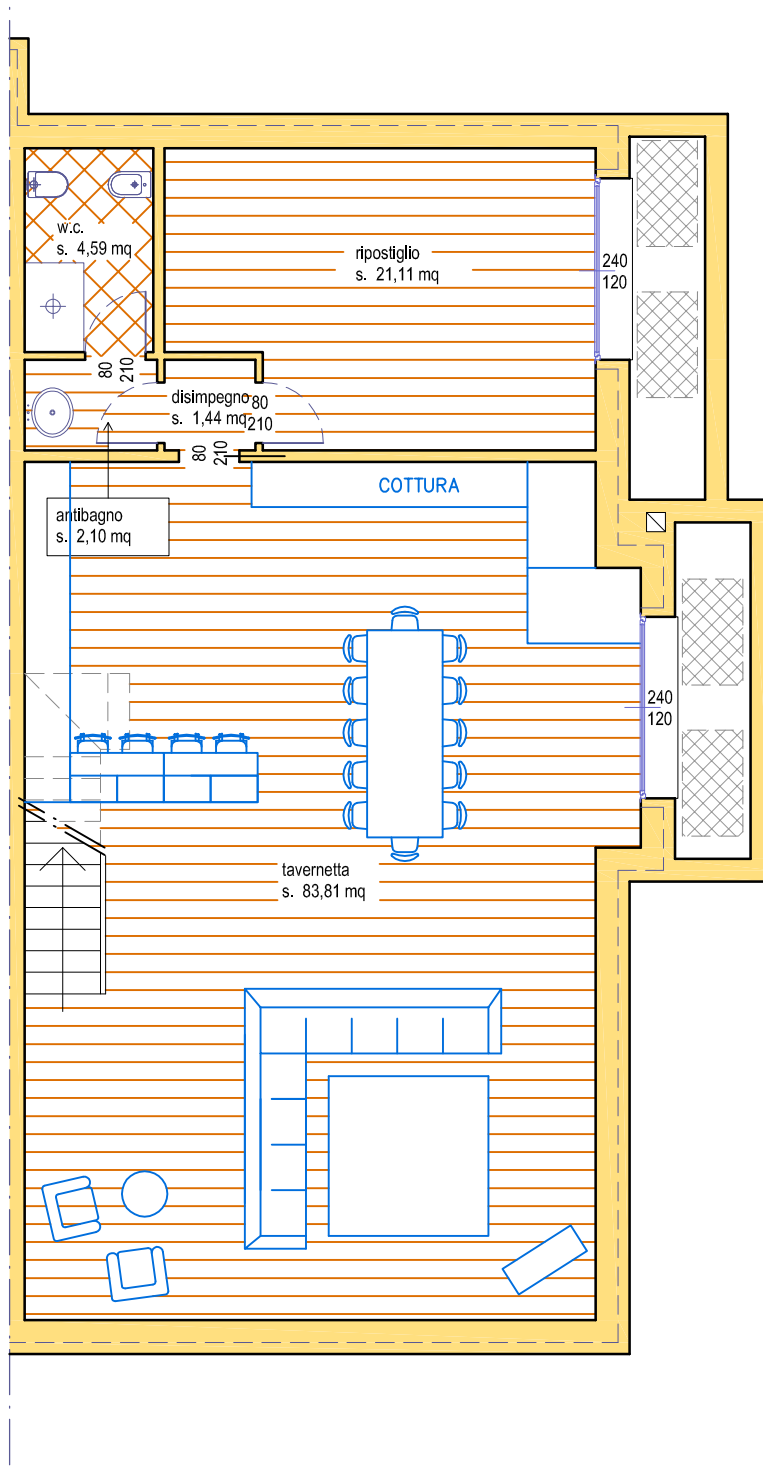 w.c.
s. 4,59 mq
ripostiglio
s. 21,11 mq
240
120
80
210
disimpegno
s. 1,44 mq
80
210
80
210
COTTURA
antibagno
s. 2,10 mq
240
120
tavernetta
s. 83,81 mq